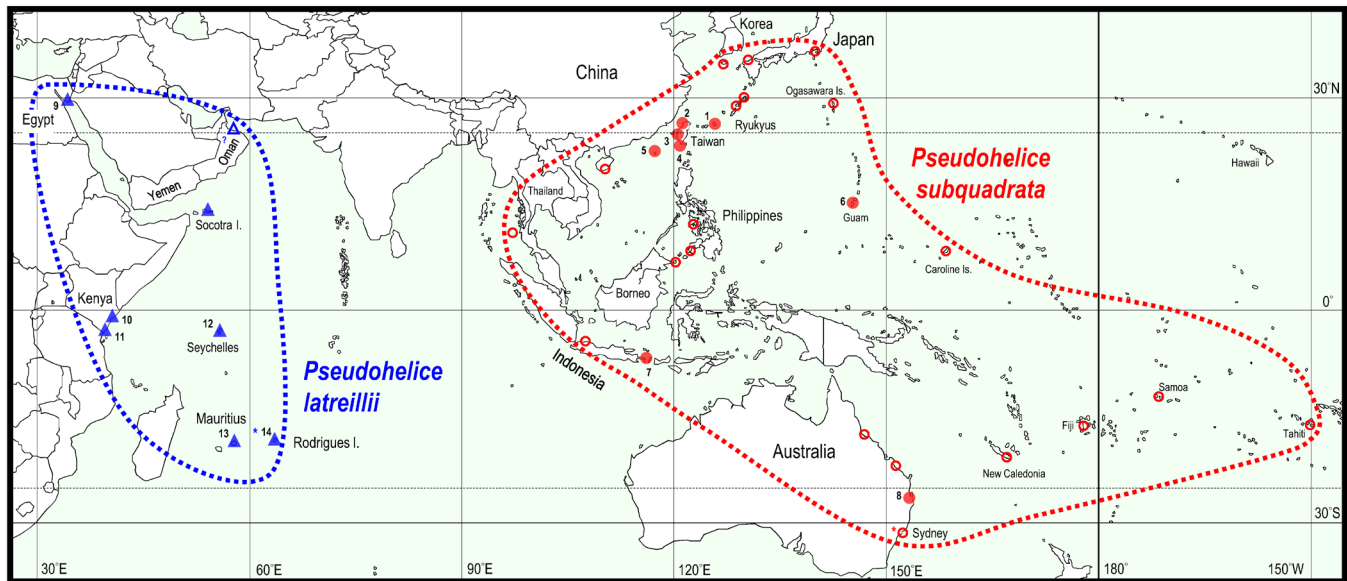 Korea
Japan
China
Ogasawara Is.
30°N
9
Egypt
2
1
Ryukyus
?
Oman
3
Taiwan
5
4
Pseudohelice
subquadrata
Hawaii
Yemen
Thailand
6
Guam
Philippines
Socotra I.
Caroline Is.
Borneo
Kenya
0°
10
11
12
Seychelles
Indonesia
7
Pseudohelice
latreillii
Samoa
Mauritius
13
* 14
Rodrigues I.
Fiji
Tahiti
Australia
New Caledonia
8
30°S
* Sydney
30°E
60°E
90°E
120°E
150°E
180°
150°W